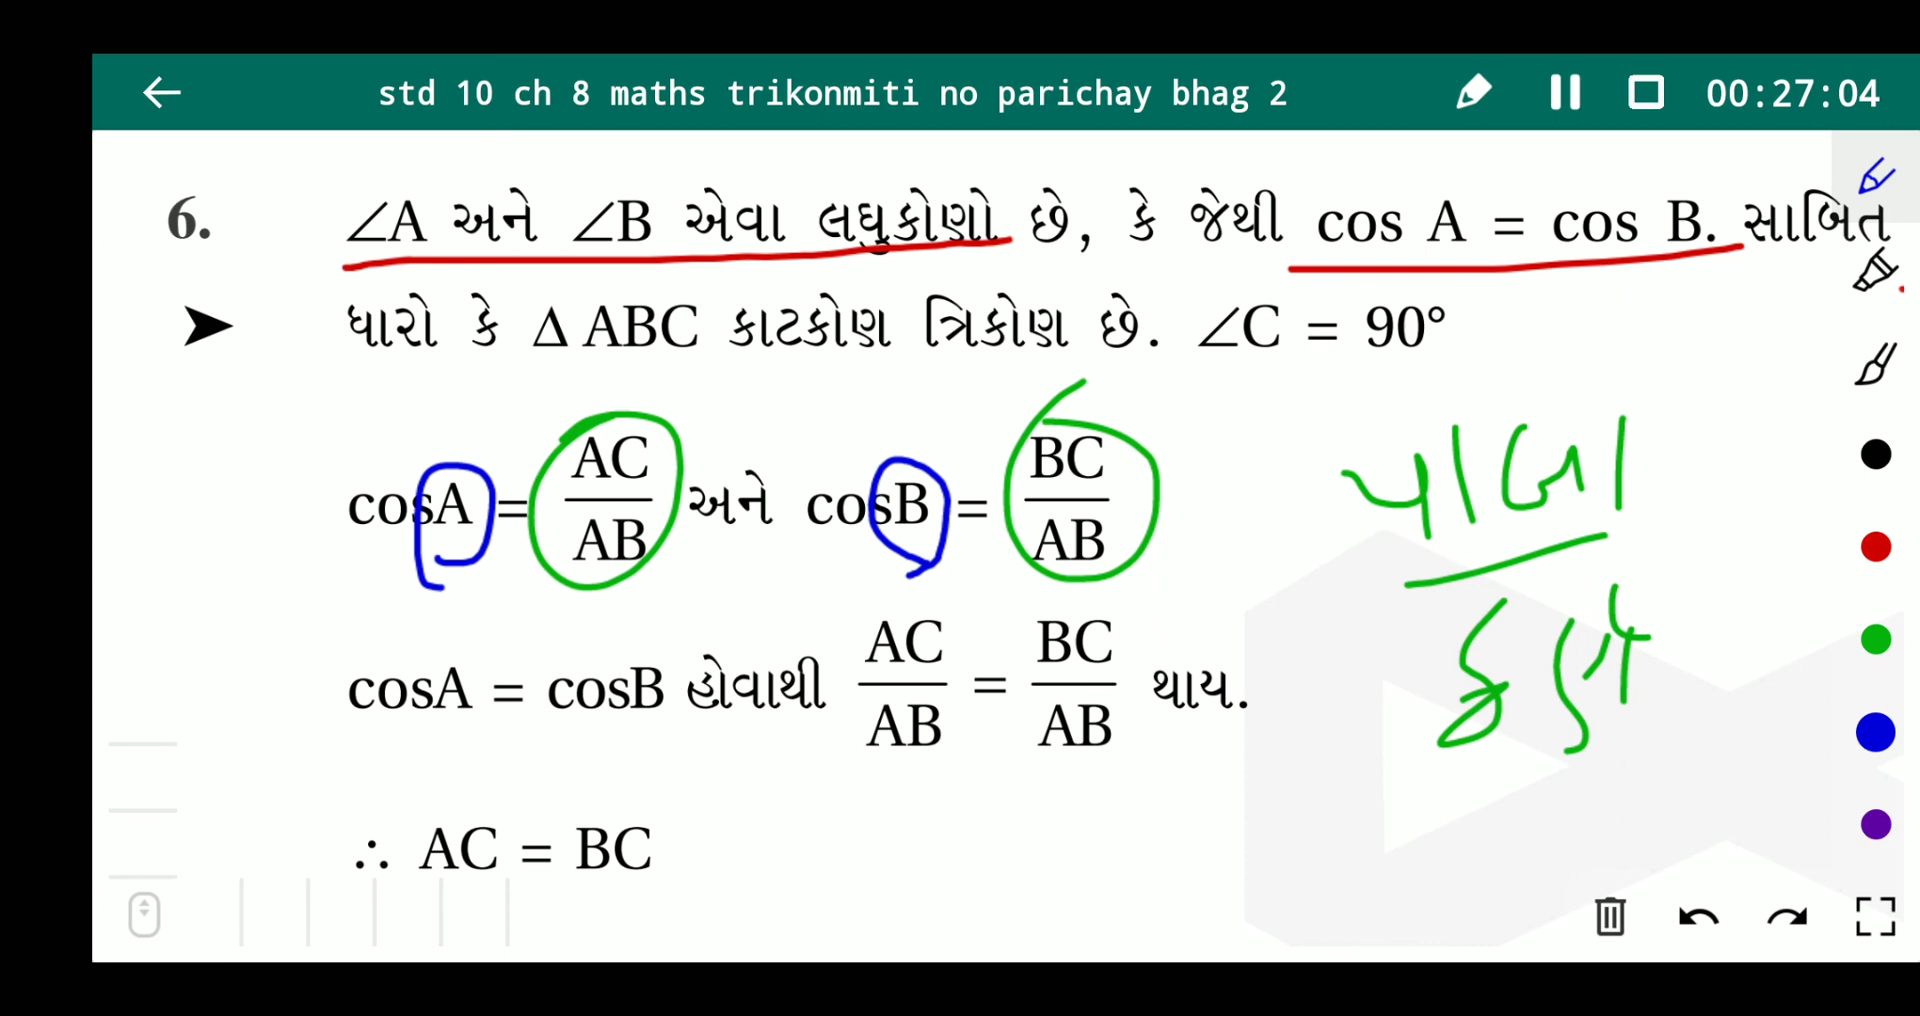 std 10 ch 8 maths trikonmiti no parichay bhag 2 00:27:04
6. ∠A અને ∠B એવા લઘુકોણો છે, કે જેથી cos A = cos B. સાબિત
➤ ધારો કે Δ ABC કાટકોણ ત્રિકોણ છે. ∠C = 90°
cosA = AC/AB અને cosB = BC/AB
cosA = cosB હોવાથી AC/AB = BC/AB થાય.
∴ AC = BC